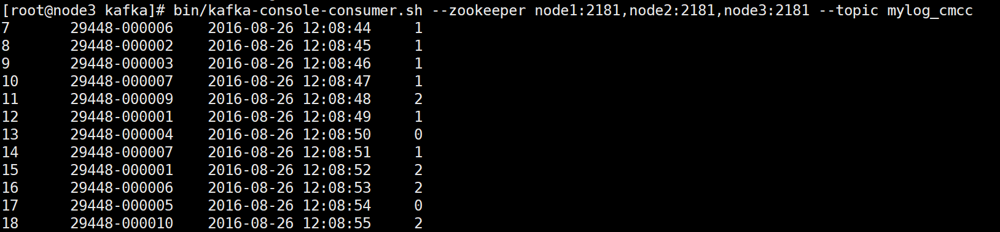 [root@node3 kafka]# bin/kafka-console-consumer.sh --zookeeper node1:2181,node2:2181,node3:2181 --topic mylog_cmcc
7 29448-000006 2016-08-26 12:08:44 1
8 29448-000002 2016-08-26 12:08:45 1
9 29448-000003 2016-08-26 12:08:46 1
10 29448-000007 2016-08-26 12:08:47 1
11 29448-000009 2016-08-26 12:08:48 2
12 29448-000001 2016-08-26 12:08:49 1
13 29448-000004 2016-08-26 12:08:50 0
14 29448-000007 2016-08-26 12:08:51 1
15 29448-000001 2016-08-26 12:08:52 2
16 29448-000006 2016-08-26 12:08:53 2
17 29448-000005 2016-08-26 12:08:54 0
18 29448-000010 2016-08-26 12:08:55 2